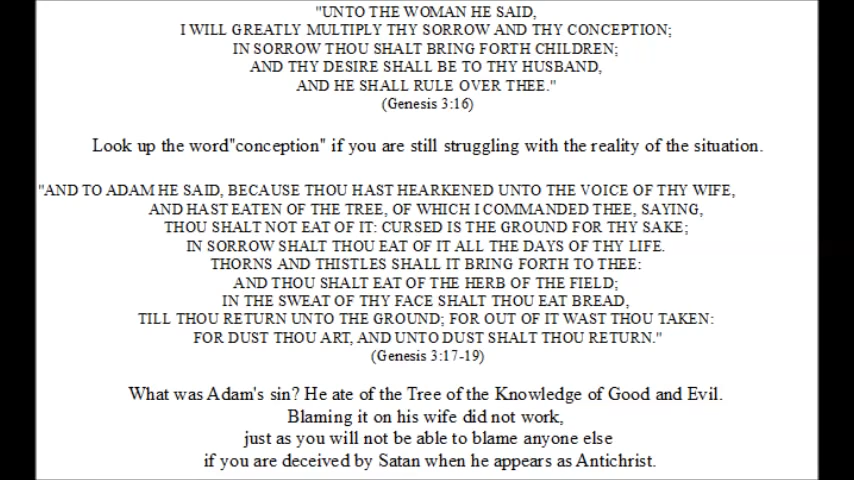 "UNTO THE WOMAN HE SAID,
I WILL GREATLY MULTIPLY THY SORROW AND THY CONCEPTION;
IN SORROW THOU SHALT BRING FORTH CHILDREN;
AND THY DESIRE SHALL BE TO THY HUSBAND,
AND HE SHALL RULE OVER THEE."
(Genesis 3:16)
Look up the word"conception" if you are still struggling with the reality of the situation.
"AND TO ADAM HE SAID, BECAUSE THOU HAST HEARKENED UNTO THE VOICE OF THY WIFE,
AND HAST EATEN OF THE TREE, OF WHICH I COMMANDED THEE, SAYING,
THOU SHALT NOT EAT OF IT: CURSED IS THE GROUND FOR THY SAKE;
IN SORROW SHALT THOU EAT OF IT ALL THE DAYS OF THY LIFE.
THORNS AND THISTLES SHALL IT BRING FORTH TO THEE:
AND THOU SHALT EAT OF THE HERB OF THE FIELD;
IN THE SWEAT OF THY FACE SHALT THOU EAT BREAD,
TILL THOU RETURN UNTO THE GROUND; FOR OUT OF IT WAST THOU TAKEN:
FOR DUST THOU ART, AND UNTO DUST SHALT THOU RETURN."
(Genesis 3:17-19)
What was Adam's sin? He ate of the Tree of the Knowledge of Good and Evil.
Blaming it on his wife did not work,
just as you will not be able to blame anyone else
if you are deceived by Satan when he appears as Antichrist.